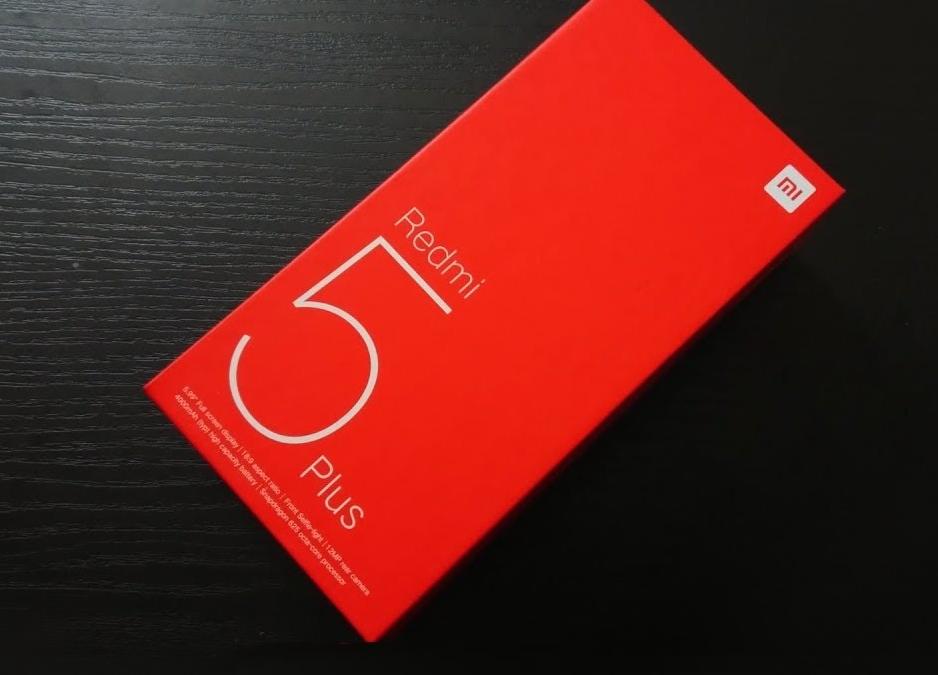 mi
Redmi
5
Plus
5.99" Full screen display | 18:9 aspect ratio | Front Selfie-light | 12MP rear camera
4000mAh (typ) high capacity battery | Snapdragon 625 octa-core processor